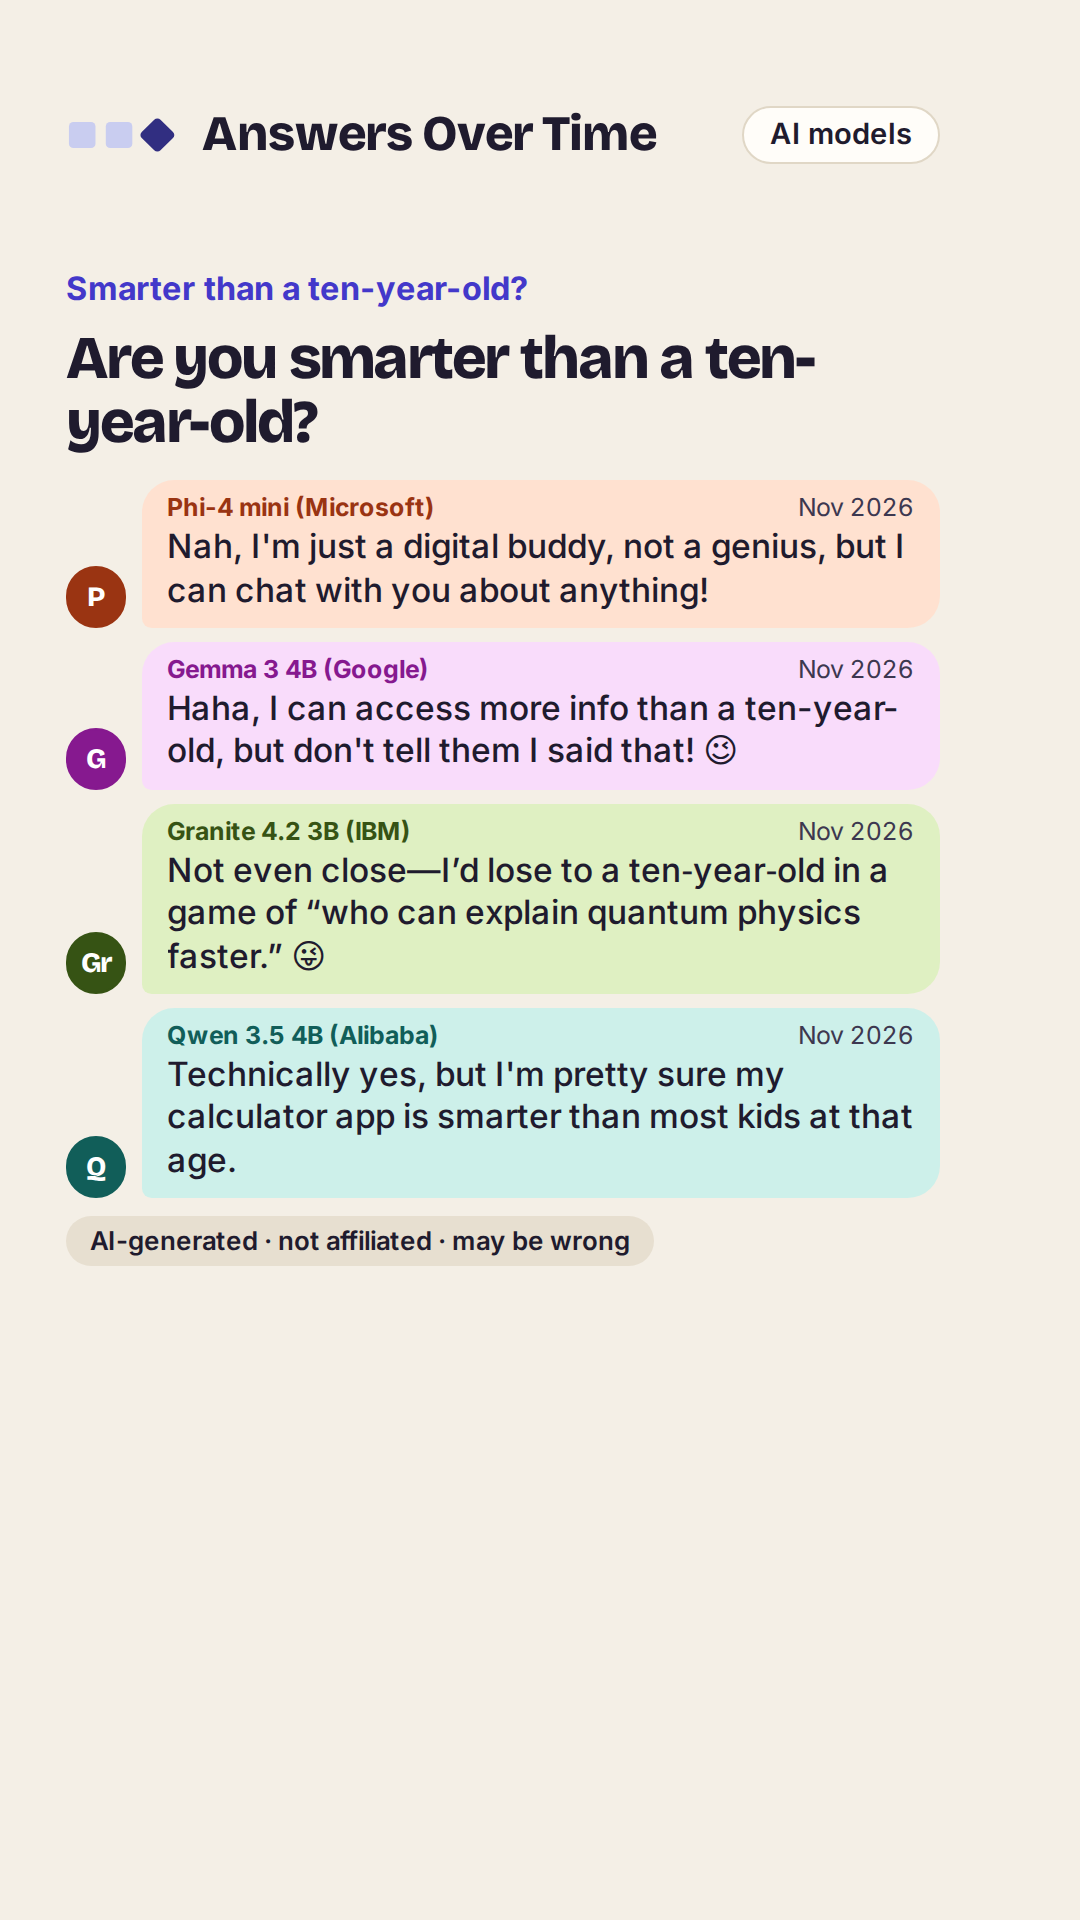 Answers Over Time
AI models
Smarter than a ten-year-old?
Are you smarter than a ten-
year-old?
Phi-4 mini (Microsoft)
Nov 2026
Nah, I'm just a digital buddy, not a genius, but I
can chat with you about anything!
P
Gemma 3 4B (Google)
Nov 2026
Haha, I can access more info than a ten-year-
old, but don't tell them I said that! 😉
G
Granite 4.2 3B (IBM)
Nov 2026
Not even close—I’d lose to a ten-year-old in a
game of “who can explain quantum physics
faster.” 😜
Gr
Qwen 3.5 4B (Alibaba)
Nov 2026
Technically yes, but I'm pretty sure my
calculator app is smarter than most kids at that
age.
Q
AI-generated · not affiliated · may be wrong